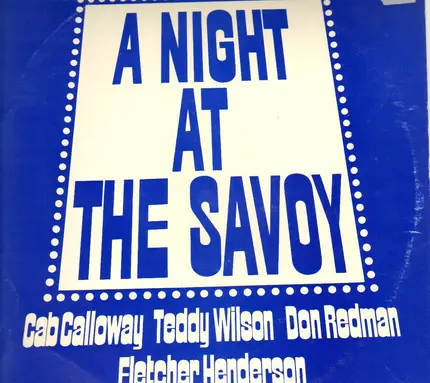 A NIGHT
AT
THE SAVOY
Cab Calloway Teddy Wilson Don Redman
Fletcher Henderson